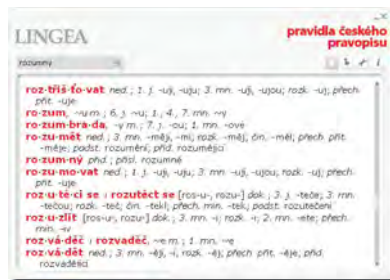 LINGEA
pravidla českého
pravopisu
rozumný
roz·tříš·ťo·vat ned.; 1. j. -uji, -uju; 3. mn. -ují, -ujou; rozk. -uj; přech.
přít. -uje
ro·zum, ~u m.; 6. j. ~u; 1., 4., 7. mn. ~y
ro·zum·bra·da, ~y m.; 7. j. ~ou; 1. mn. ~ové
ro·zu·mět ned.; 3. mn. -mějí, -mí; rozk. -měj; čin. -měl; přech. přít.
-měje; podst. rozumění; příd. rozumějící
ro·zum·ný příd.; přísl. rozumně
ro·zu·te·vat ned.; 1. j. -uji, -uju; 3. mn. -ují, -ujou; rozk. -uj; přech.
přít. -uje
roz·u·téci se i rozutéct se [ros-u-, rozu-] dok.; 3. j. -teče; 3. mn.
-tečou; rozk. -teč; čin. -tekl; přech. min. -tek; podst. rozutečení
roz·u·zlit [ros-u-, rozu-] dok.; 3. mn. -í; rozk. -i; 2. mn. -ete; přech.
min. -iv
roz·vá·děč i rozvaděč, ~e m.; 1. mn. ~e
roz·vá·dět ned.; 3. mn. -ějí, -í; rozk. -ěj; přech. přít. -ěje; příd.
rozvádějící